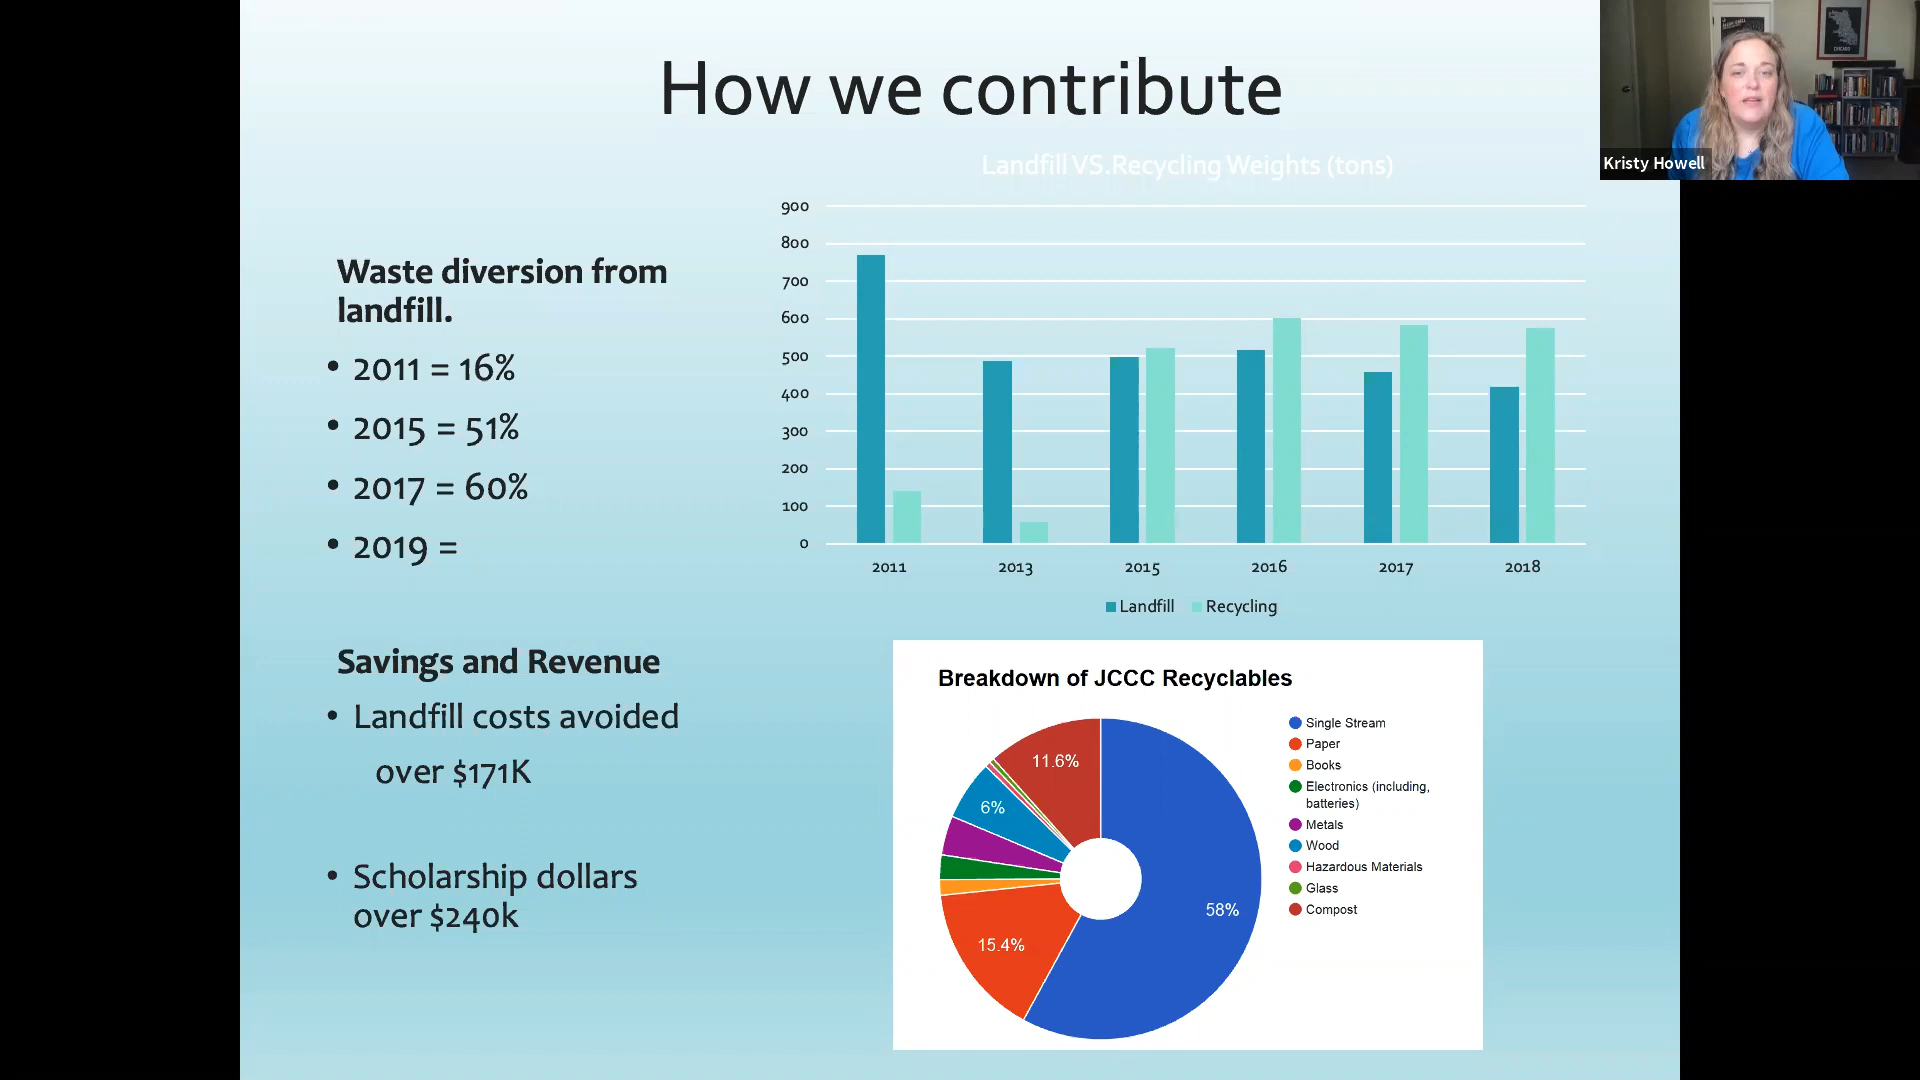 How we contribute
Kristy Howell
CHICAGO
Landfill VS.Recycling Weights (tons)
Waste diversion from
landfill.
• 2011 = 16%
• 2015 = 51%
• 2017 = 60%
• 2019 =
900
800
700
600
500
400
300
200
100
0
2011 2013 2015 2016 2017 2018
Landfill Recycling
Savings and Revenue
• Landfill costs avoided
over $171K
• Scholarship dollars
over $240k
Breakdown of JCCC Recyclables
11.6%
6%
15.4%
58%
Single Stream
Paper
Books
Electronics (including,
batteries)
Metals
Wood
Hazardous Materials
Glass
Compost